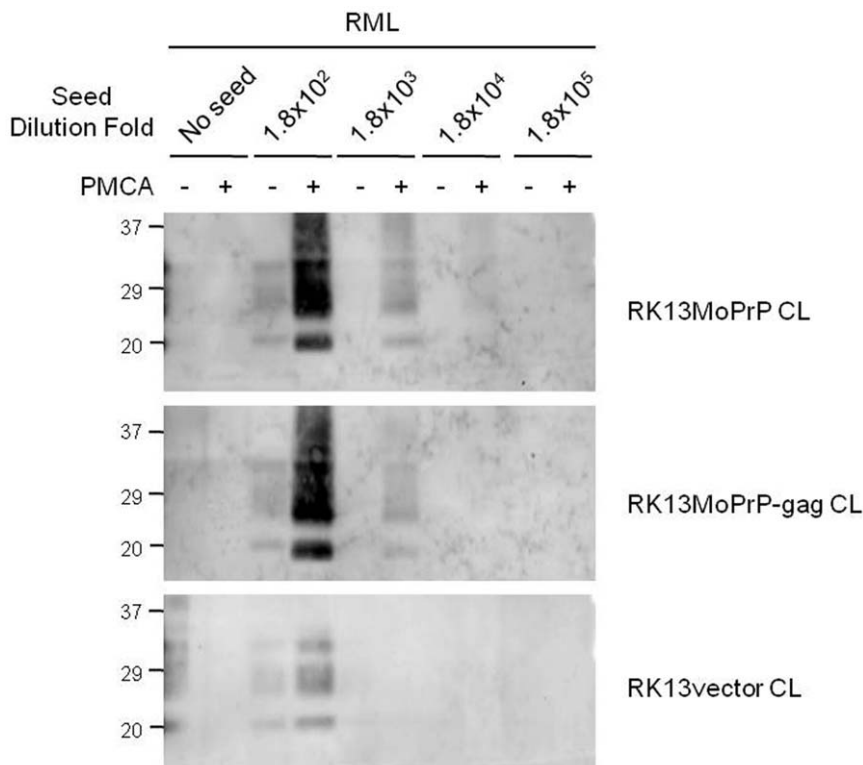 RML
Seed
Dilution Fold
No seed
1.8x10²
1.8x10³
1.8x10⁴
1.8x10⁵
PMCA - + - + - + - + - +
37
29
20
RK13MoPrP CL
37
29
20
RK13MoPrP-gag CL
37
29
20
RK13vector CL